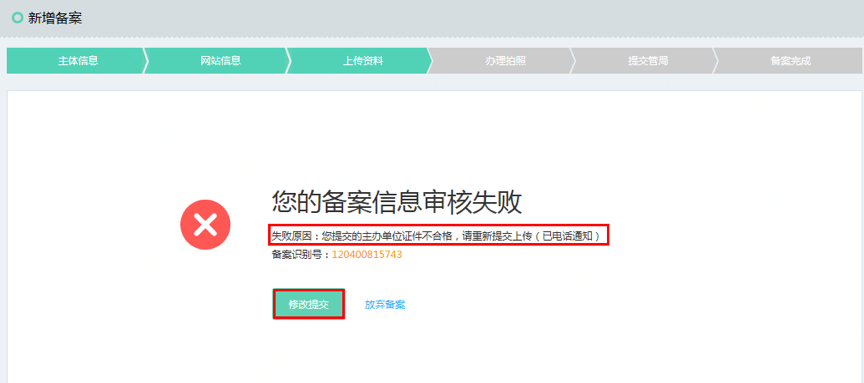 新增备案
主体信息
网站信息
上传资料
办理拍照
提交管局
备案完成
您的备案信息审核失败
失败原因：您提交的主办单位证件不合格，请重新提交上传（已电话通知）
备案识别号：120400815743
修改提交 放弃备案